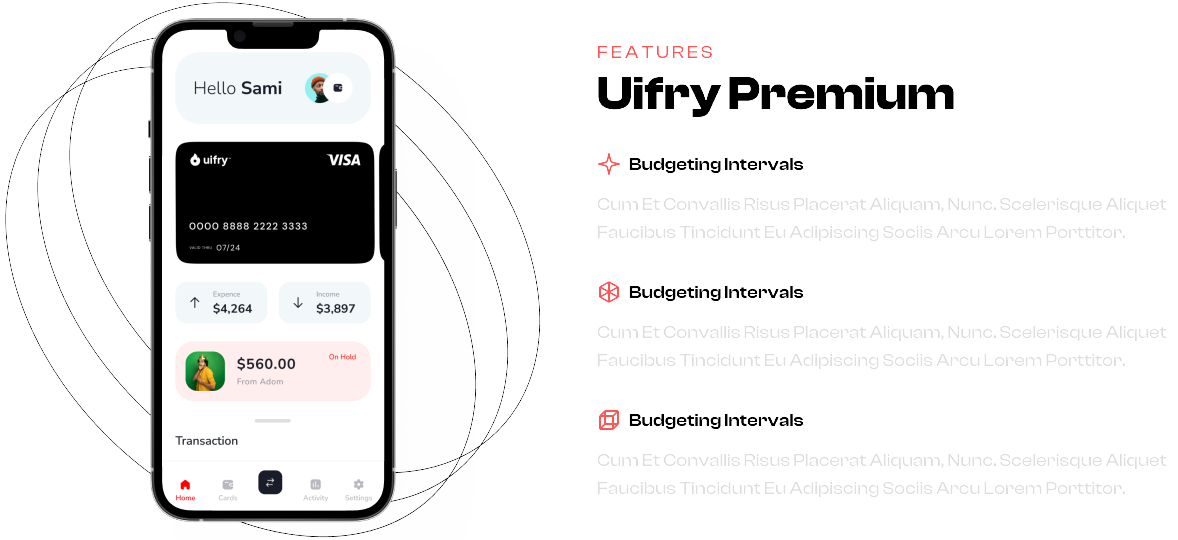 Hello Sami
uifry
VISA
0000 8888 2222 3333
VALID THRU 07/24
Expence
$4,264
Income
$3,897
$560.00
On Hold
From Adom
Transaction
Home
Cards
Activity
Settings
FEATURES
Uifry Premium
Budgeting Intervals
Cum Et Convallis Risus Placerat Aliquam, Nunc. Scelerisque Aliquet
Faucibus Tincidunt Eu Adipiscing Sociis Arcu Lorem Porttitor.
Budgeting Intervals
Cum Et Convallis Risus Placerat Aliquam, Nunc. Scelerisque Aliquet
Faucibus Tincidunt Eu Adipiscing Sociis Arcu Lorem Porttitor.
Budgeting Intervals
Cum Et Convallis Risus Placerat Aliquam, Nunc. Scelerisque Aliquet
Faucibus Tincidunt Eu Adipiscing Sociis Arcu Lorem Porttitor.